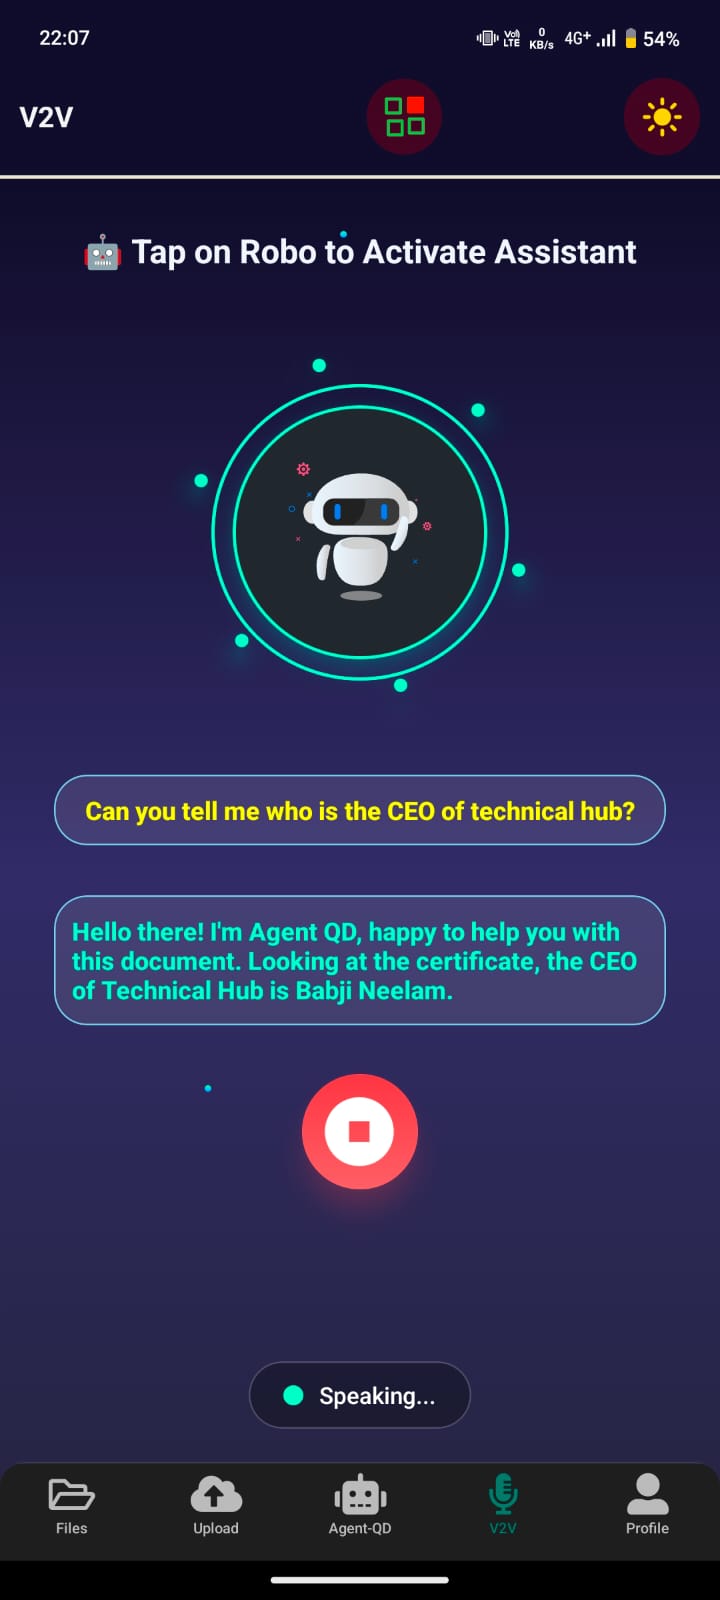 22:07
Vo) LTE
0 KB/s
4G+
54%
V2V
🤖 Tap on Robo to Activate Assistant
Can you tell me who is the CEO of technical hub?
Hello there! I'm Agent QD, happy to help you with
this document. Looking at the certificate, the CEO
of Technical Hub is Babji Neelam.
Speaking...
Files
Upload
Agent-QD
V2V
Profile